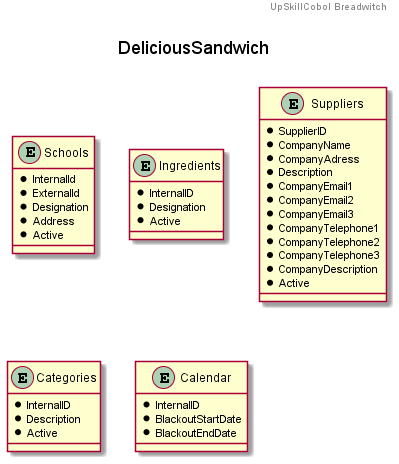 UpSkillCobol Breadwitch
DeliciousSandwich
E Schools
InternalId
ExternalId
Designation
Address
Active
E Ingredients
InternalID
Designation
Active
E Suppliers
SupplierID
CompanyName
CompanyAdress
Description
CompanyEmail1
CompanyEmail2
CompanyEmail3
CompanyTelephone1
CompanyTelephone2
CompanyTelephone3
CompanyDescription
Active
E Categories
InternalID
Description
Active
E Calendar
InternalID
BlackoutStartDate
BlackoutEndDate